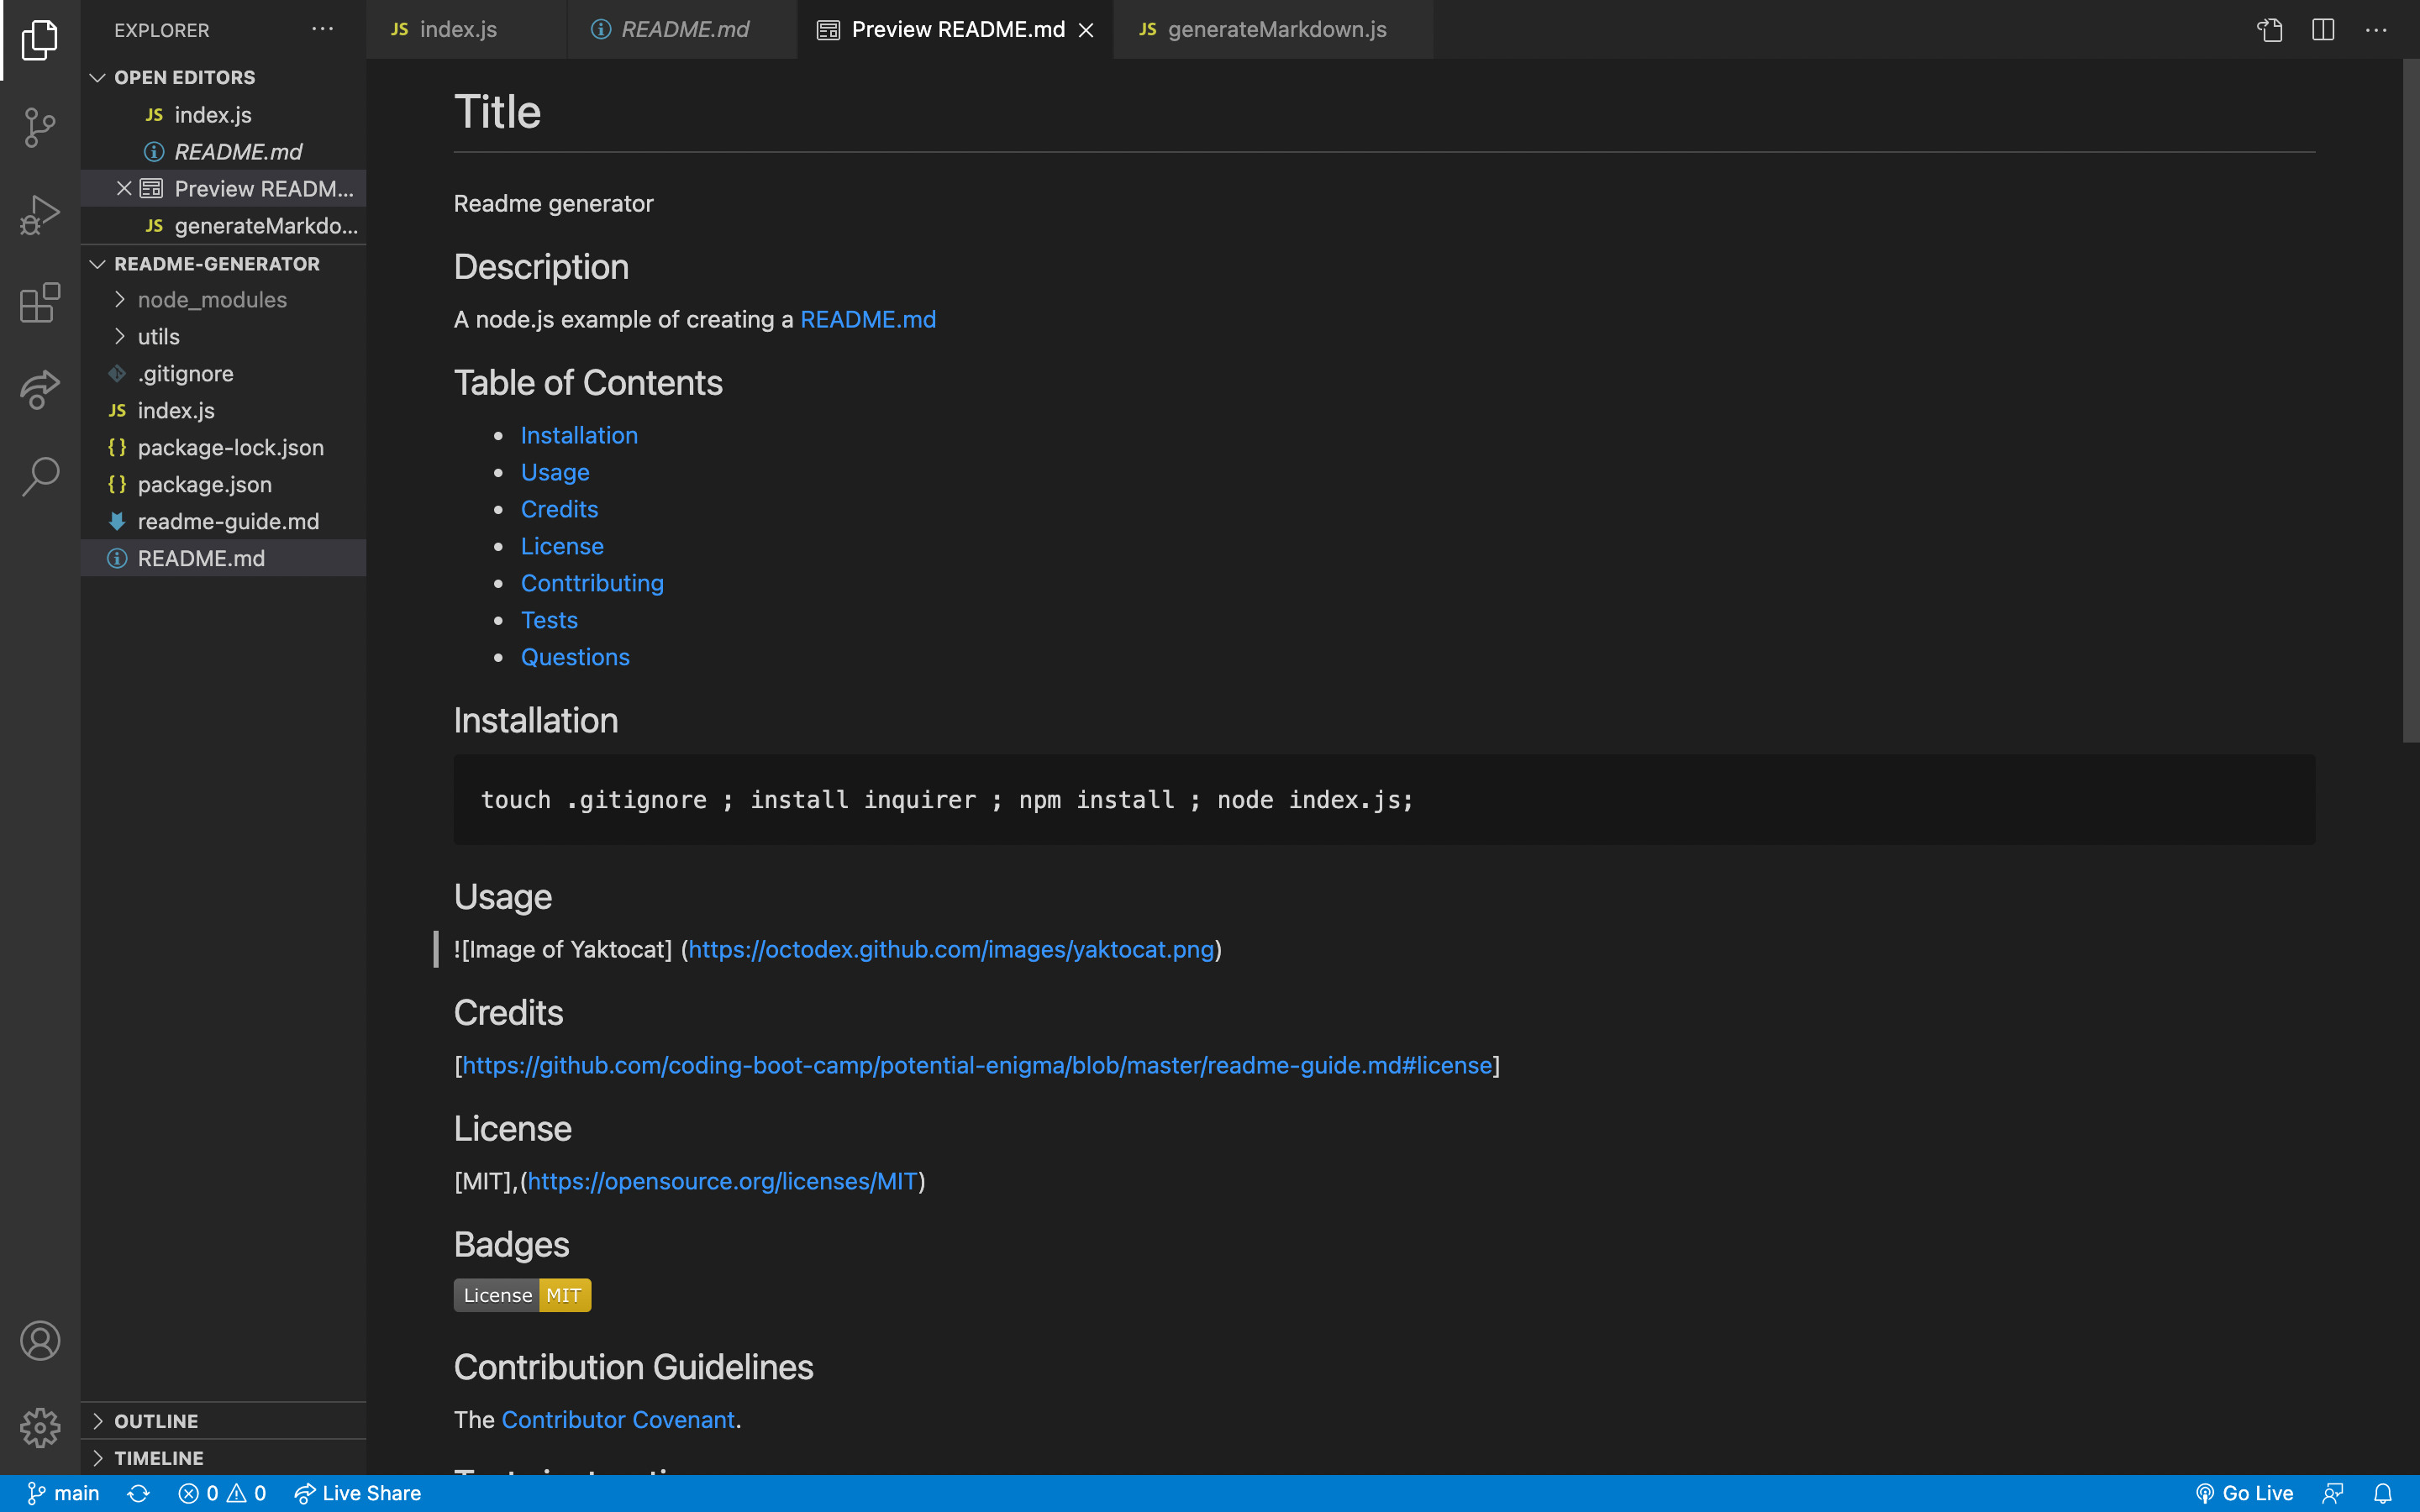 EXPLORER
JS index.js
README.md
Preview README.md
JS generateMarkdown.js
OPEN EDITORS
JS index.js
README.md
Preview READM...
JS generateMarkdo...
README-GENERATOR
node_modules
utils
.gitignore
JS index.js
{} package-lock.json
{} package.json
readme-guide.md
README.md
OUTLINE
TIMELINE
Title
Readme generator
Description
A node.js example of creating a README.md
Table of Contents
• Installation
• Usage
• Credits
• License
• Conttributing
• Tests
• Questions
Installation
touch .gitignore ; install inquirer ; npm install ; node index.js;
Usage
![Image of Yaktocat] (https://octodex.github.com/images/yaktocat.png)
Credits
[https://github.com/coding-boot-camp/potential-enigma/blob/master/readme-guide.md#license]
License
[MIT],(https://opensource.org/licenses/MIT)
Badges
License MIT
Contribution Guidelines
The Contributor Covenant.
main
0 0
Live Share
Go Live